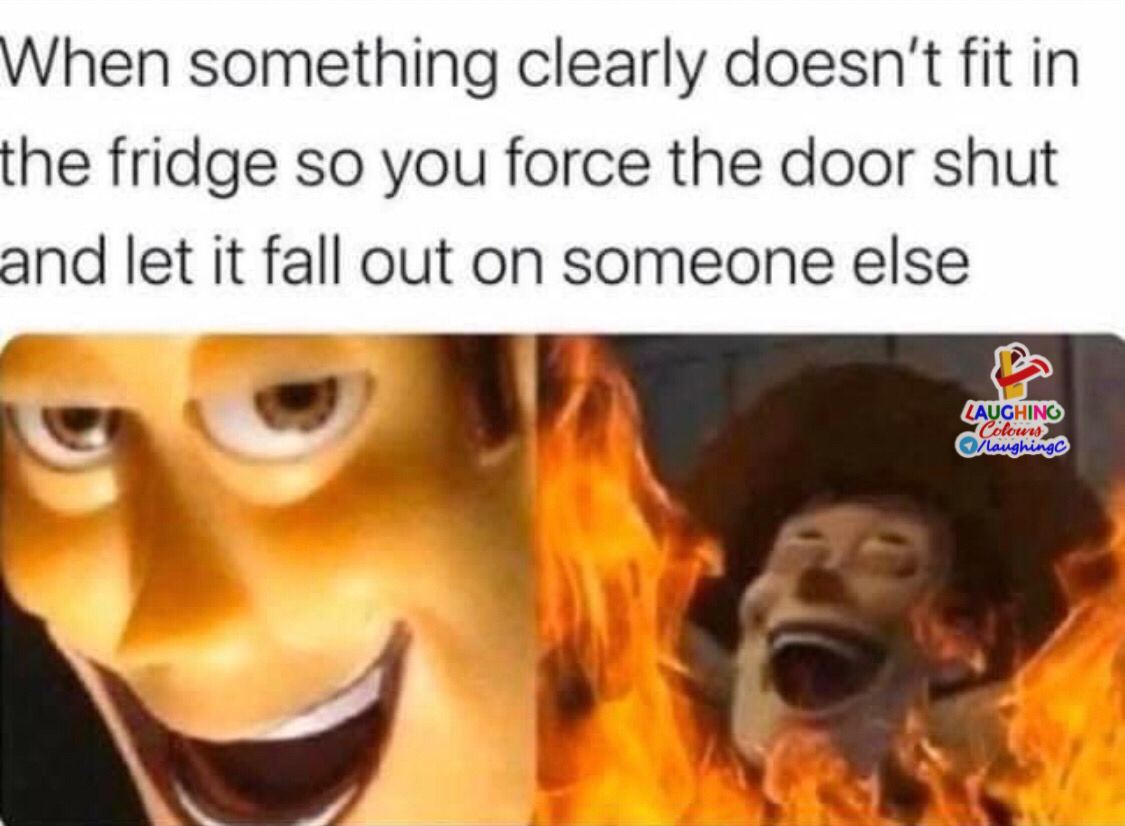 When something clearly doesn't fit in
the fridge so you force the door shut
and let it fall out on someone else
LAUGHING
Colours
/laughingC